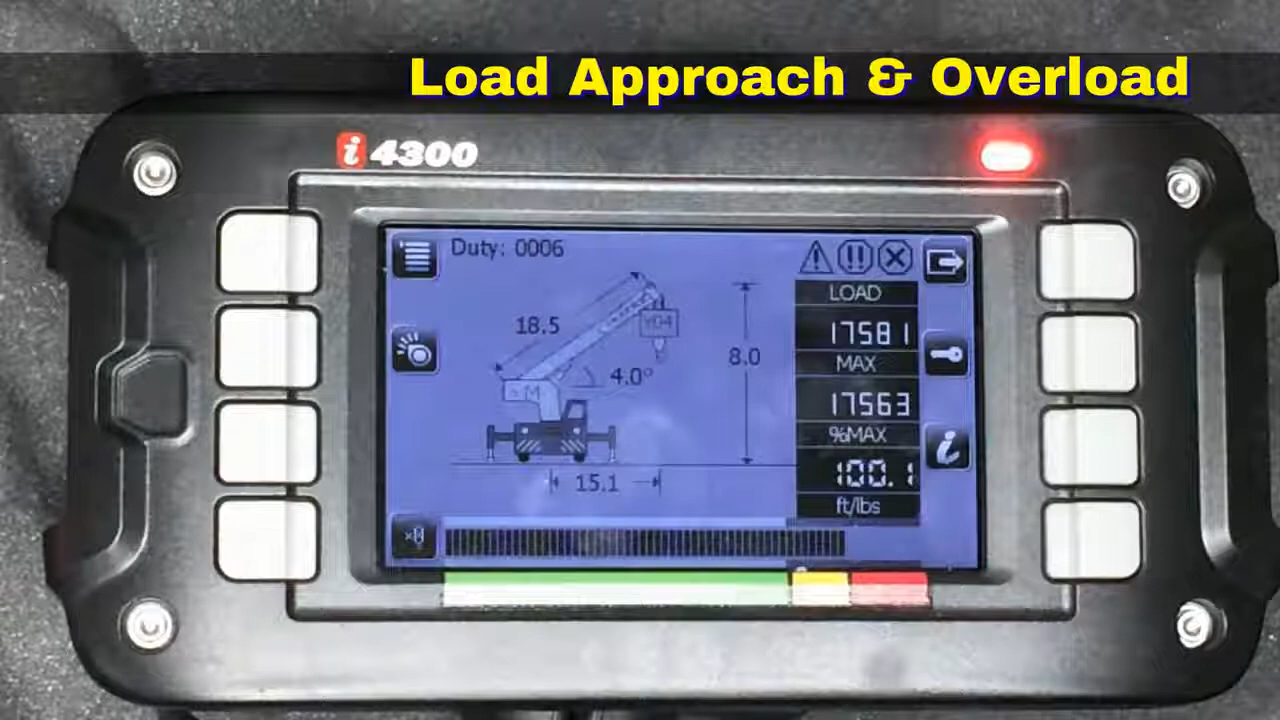 Load Approach & Overload
i 4300
Duty: 0006
LOAD
18.5
17581
MAX
8.0
4.0°
17563
%MAX
100.1
15.1
ft/lbs